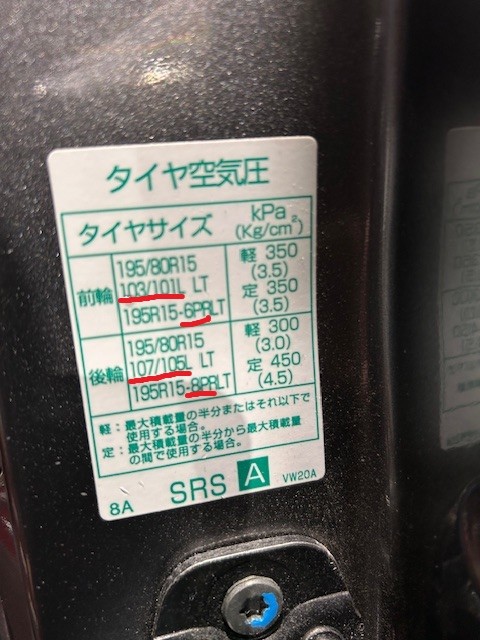 タイヤ空気圧
タイヤサイズ kPa
(Kg/cm²)
前輪 195/80R15
103/101L LT
195R15-6PRLT
軽 350
(3.5)
定 350
(3.5)
後輪 195/80R15
107/105L LT
195R15-8PRLT
軽 300
(3.0)
定 450
(4.5)
軽:最大積載量の半分またはそれ以下で
使用する場合。
定:最大積載量の半分から最大積載量
の間で使う場合。
8A SRS A VW20A